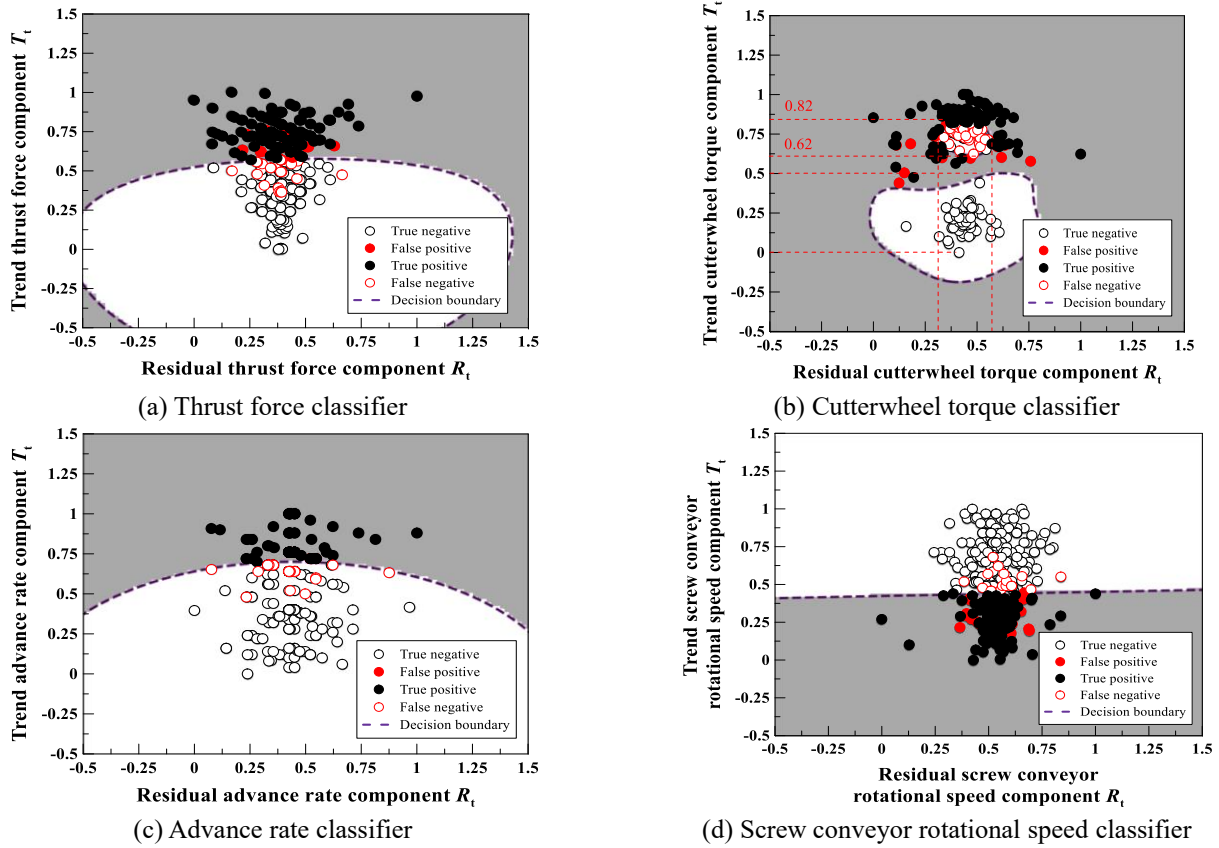 1.5
1.25
1
0.75
0.5
0.25
0
-0.25
-0.5
Trend thrust force component Tt
True negative
False positive
True positive
False negative
Decision boundary
-0.5 -0.25 0 0.25 0.5 0.75 1 1.25 1.5
Residual thrust force component Rt
(a) Thrust force classifier
1.5
1.25
1
0.75
0.5
0.25
0
-0.25
-0.5
Trend cutterwheel torque component Tt
0.82
0.62
True negative
False positive
True positive
False negative
Decision boundary
-0.5 -0.25 0 0.25 0.5 0.75 1 1.25 1.5
Residual cutterwheel torque component Rt
(b) Cutterwheel torque classifier
1.5
1.25
1
0.75
0.5
0.25
0
-0.25
-0.5
Trend advance rate component Tt
True negative
False positive
True positive
False negative
Decision boundary
-0.5 -0.25 0 0.25 0.5 0.75 1 1.25 1.5
Residual advance rate component Rt
(c) Advance rate classifier
1.5
1.25
1
0.75
0.5
0.25
0
-0.25
-0.5
Trend screw conveyor
rotational speed component Tt
True negative
False positive
True positive
False negative
Decision boundary
-0.5 -0.25 0 0.25 0.5 0.75 1 1.25 1.5
Residual screw conveyor
rotational speed component Rt
(d) Screw conveyor rotational speed classifier